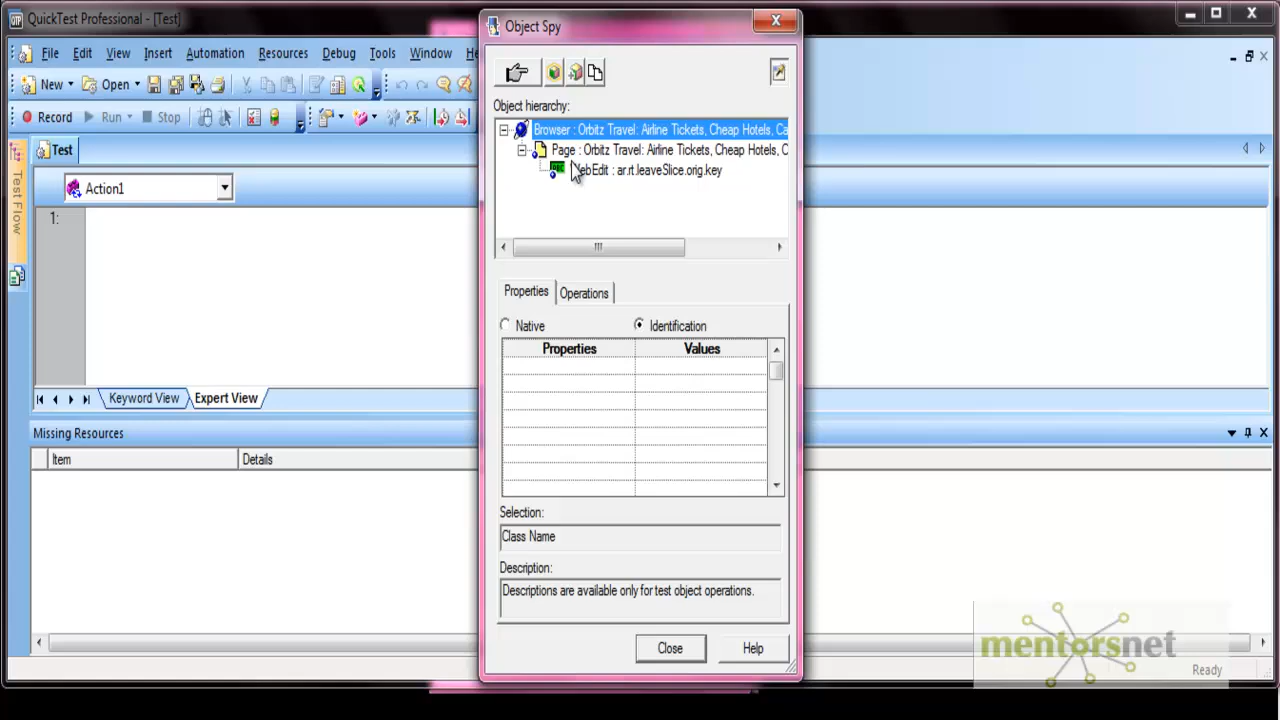 QuickTest Professional - [Test]
File Edit View Insert Automation Resources Debug Tools Window He
New Open
Record Run Stop
Test
Test Flow
Action1
1:
Keyword View Expert View
Missing Resources
Item Details
Object Spy
Object hierarchy:
Browser : Orbitz Travel: Airline Tickets, Cheap Hotels, Ca
Page : Orbitz Travel: Airline Tickets, Cheap Hotels, C
WebEdit : ar.rt.leaveSlice.orig.key
Properties Operations
Native Identification
Properties Values
Selection:
Class Name
Description:
Descriptions are available only for test object operations.
Close Help
mentorsnet
Ready